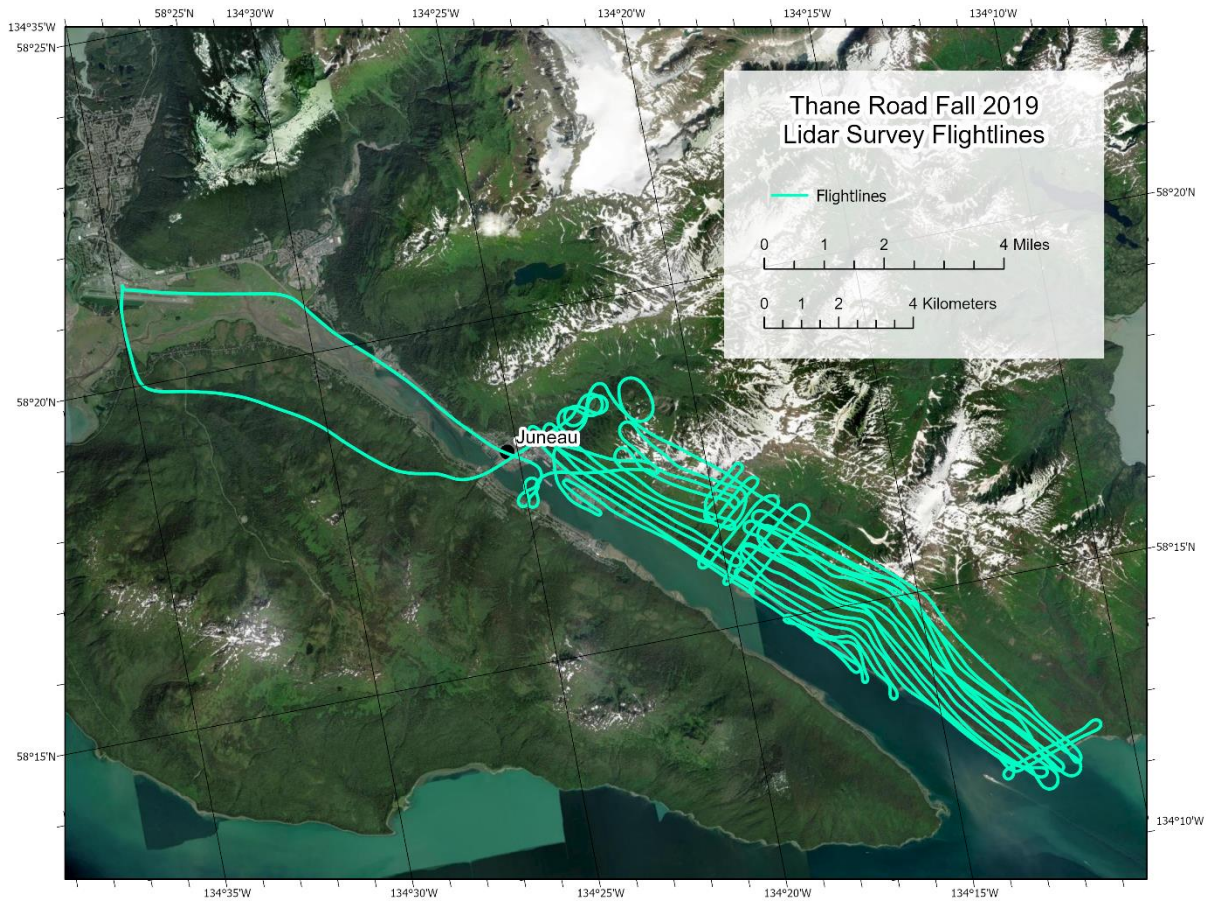 58°25'N 134°30'W 134°25'W 134°20'W 134°15'W 134°10'W
134°35'W
58°25'N
Thane Road Fall 2019
Lidar Survey Flightlines
Flightlines
58°20'N
0 1 2 4 Miles
0 1 2 4 Kilometers
58°20'N
Juneau
58°15'N
58°15'N
134°10'W
134°35'W 134°30'W 134°25'W 134°20'W 134°15'W